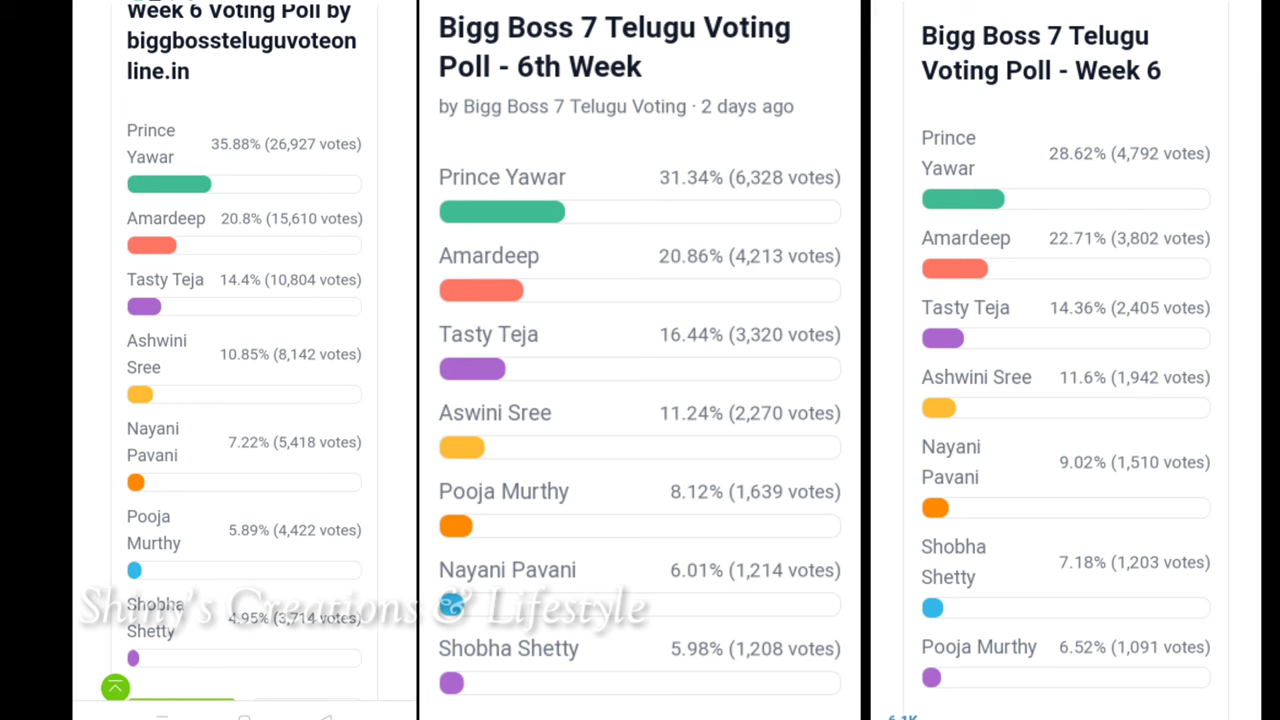 Week 6 Voting Poll by
biggbossteluguvoteon
line.in
Prince
Yawar
35.88% (26,927 votes)
Amardeep 20.8% (15,610 votes)
Tasty Teja 14.4% (10,804 votes)
Ashwini
Sree
10.85% (8,142 votes)
Nayani
Pavani
7.22% (5,418 votes)
Pooja
Murthy
5.89% (4,422 votes)
Shobha
Shetty
4.95% (3,714 votes)
Bigg Boss 7 Telugu Voting
Poll - 6th Week
by Bigg Boss 7 Telugu Voting · 2 days ago
Prince Yawar 31.34% (6,328 votes)
Amardeep 20.86% (4,213 votes)
Tasty Teja 16.44% (3,320 votes)
Aswini Sree 11.24% (2,270 votes)
Pooja Murthy 8.12% (1,639 votes)
Nayani Pavani 6.01% (1,214 votes)
Shobha Shetty 5.98% (1,208 votes)
Bigg Boss 7 Telugu
Voting Poll - Week 6
Prince
Yawar
28.62% (4,792 votes)
Amardeep 22.71% (3,802 votes)
Tasty Teja 14.36% (2,405 votes)
Ashwini Sree 11.6% (1,942 votes)
Nayani
Pavani
9.02% (1,510 votes)
Shobha
Shetty
7.18% (1,203 votes)
Pooja Murthy 6.52% (1,091 votes)
Shiny's Creations & Lifestyle